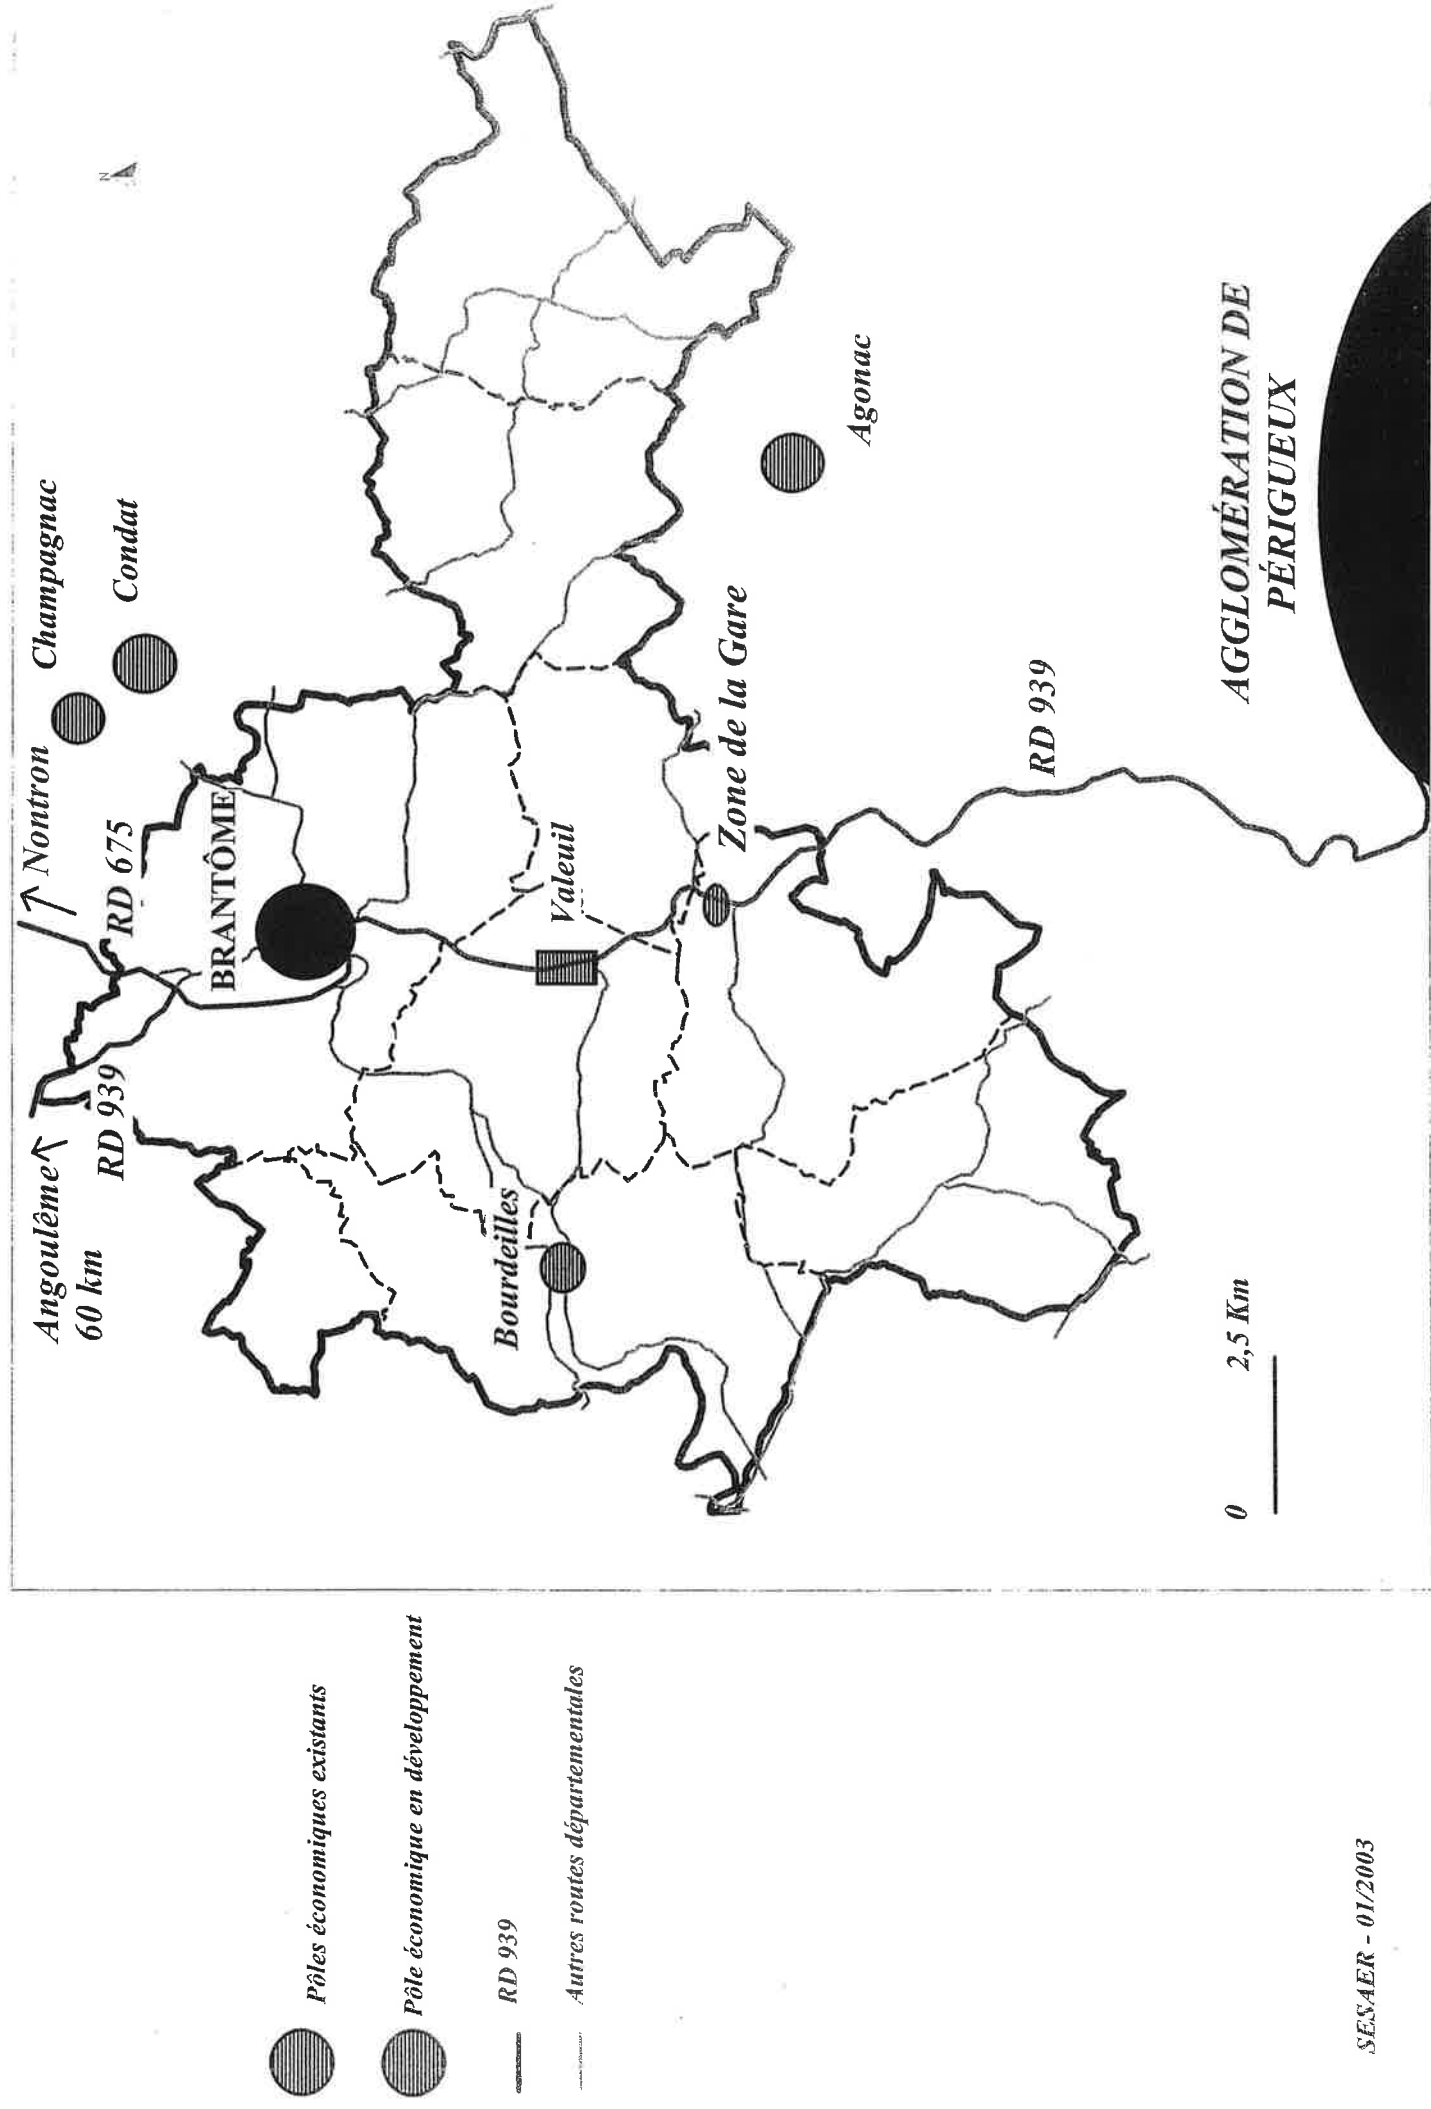 Angoulême
60 km
Nontron
Champagnac
Condat
N
RD 939
RD 675
BRANTÔME
Bourdeilles
Valeuil
Zone de la Gare
Agonac
RD 939
AGGLOMÉRATION DE
PÉRIGUEUX
0 2,5 Km
Pôles économiques existants
Pôle économique en développement
RD 939
Autres routes départementales
SESAER - 01/2003